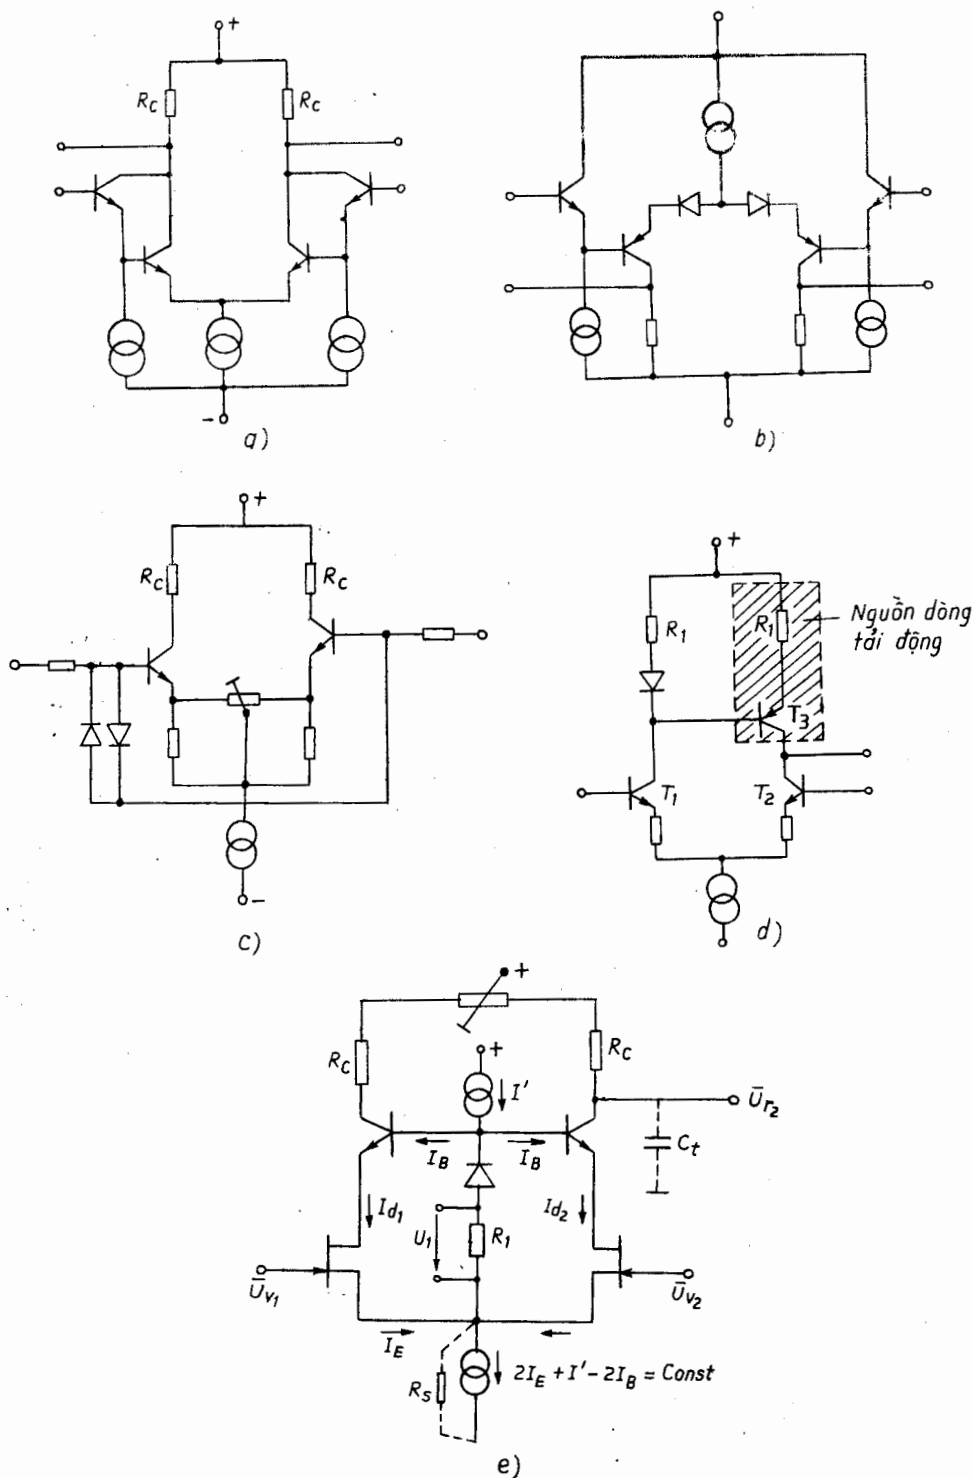 +
R_C
R_C
-
a)
b)
+
R_C
R_C
-
c)
+
R_1
R_1
Nguồn dòng
tải động
T_3
T_1
T_2
d)
+
R_C
+
R_C
I'
Ū_r2
I_B
I_B
C_t
I_d1
I_d2
U_1
R_1
Ū_v1
Ū_v2
I_E
R_S
2I_E + I' - 2I_B = Const
e)